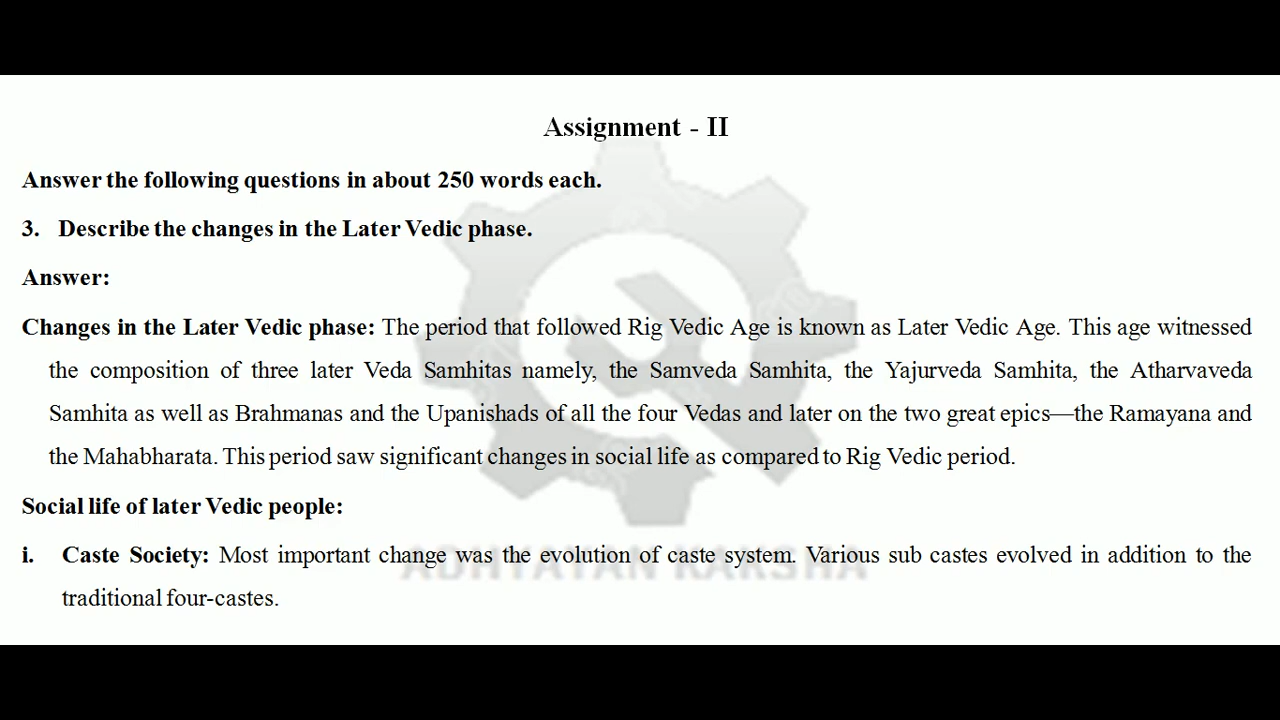 Assignment - II
Answer the following questions in about 250 words each.
3. Describe the changes in the Later Vedic phase.
Answer:
Changes in the Later Vedic phase: The period that followed Rig Vedic Age is known as Later Vedic Age. This age witnessed
the composition of three later Veda Samhitas namely, the Samveda Samhita, the Yajurveda Samhita, the Atharvaveda
Samhita as well as Brahmanas and the Upanishads of all the four Vedas and later on the two great epics—the Ramayana and
the Mahabharata. This period saw significant changes in social life as compared to Rig Vedic period.
Social life of later Vedic people:
i. Caste Society: Most important change was the evolution of caste system. Various sub castes evolved in addition to the
ADHYAYAN KAKSHA
traditional four-castes.